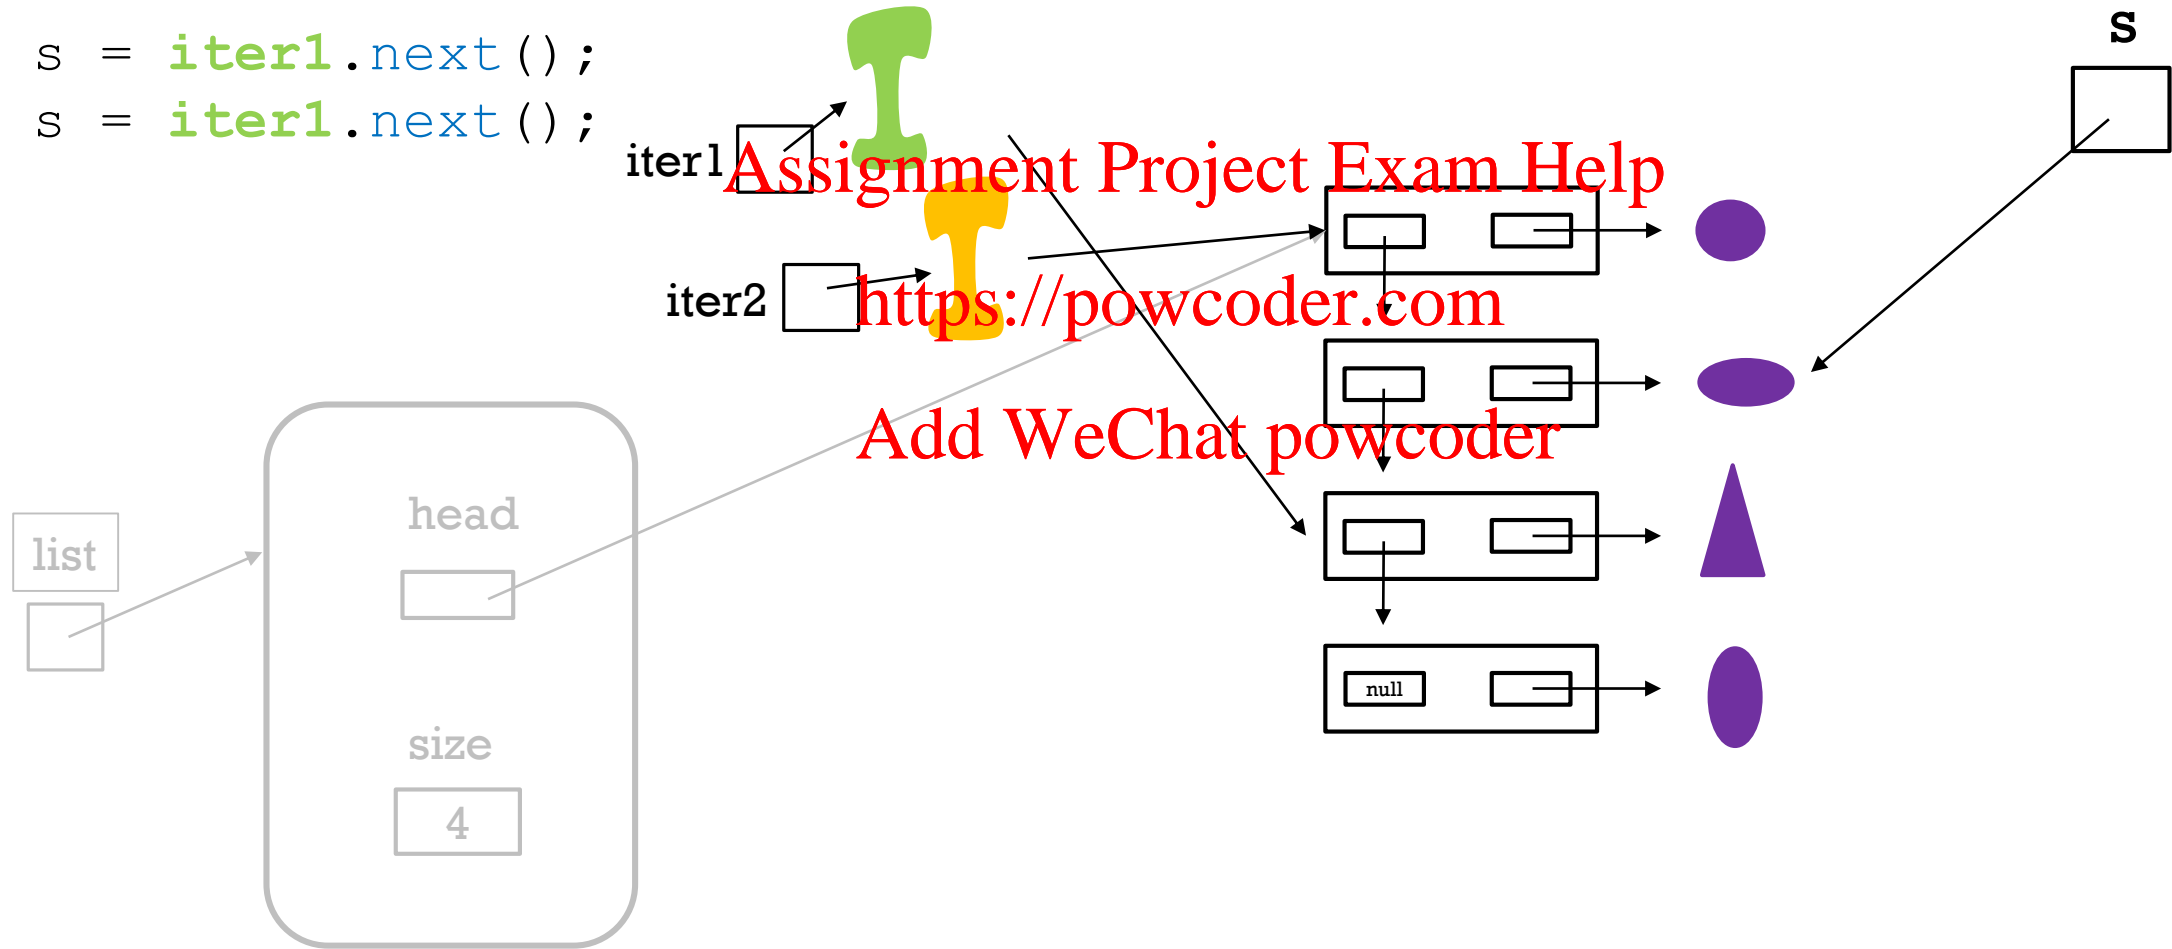 s = iter1.next();
s = iter1.next();
s
iter1
Assignment Project Exam Help
iter2
https://powcoder.com
Add WeChat powcoder
head
list
null
size
4